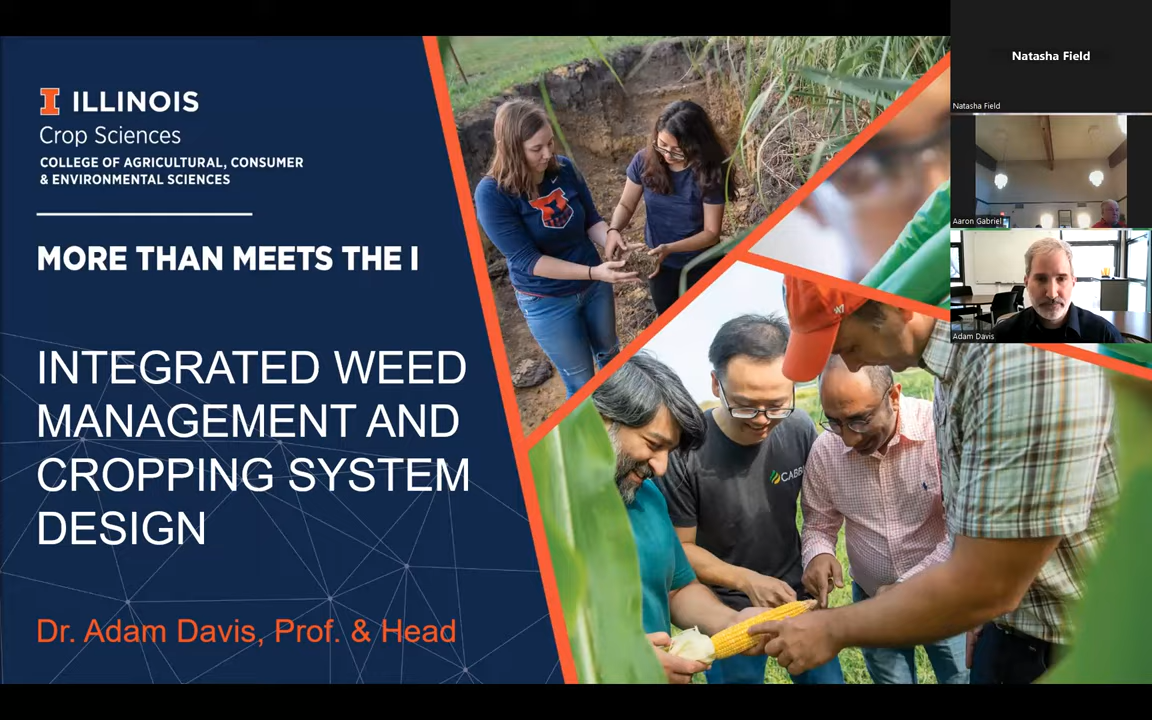 I ILLINOIS
Crop Sciences
COLLEGE OF AGRICULTURAL, CONSUMER
& ENVIRONMENTAL SCIENCES
MORE THAN MEETS THE I
INTEGRATED WEED
MANAGEMENT AND
CROPPING SYSTEM
DESIGN
Dr. Adam Davis, Prof. & Head
CABBI
Natasha Field
Natasha Field
Aaron Gabriel
Adam Davis